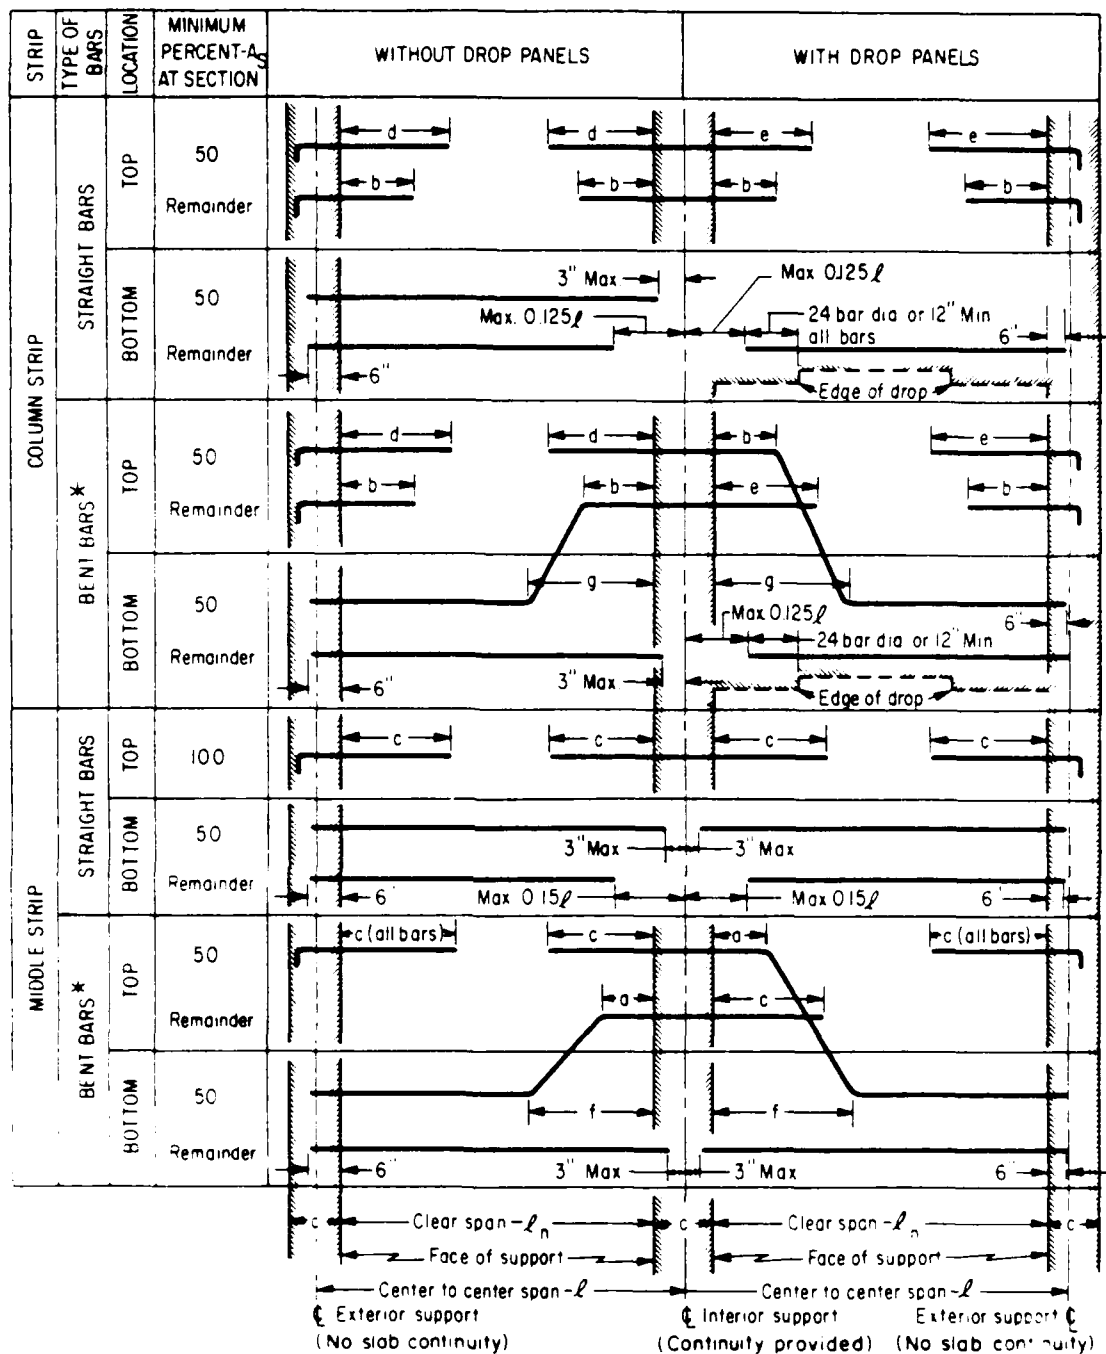 STRIP
TYPE OF BARS
LOCATION
MINIMUM PERCENT-As AT SECTION
WITHOUT DROP PANELS
WITH DROP PANELS
COLUMN STRIP
STRAIGHT BARS
TOP
50
d d e e
Remainder
b b b b
BOTTOM
50
3" Max
Max 0.125ℓ
Remainder
Max. 0.125ℓ
24 bar dia or 12" Min
all bars
6"
6"
Edge of drop
BENT BARS*
TOP
50
d d b e
Remainder
b b e b
BOTTOM
50
g g
6"
Max 0.125ℓ
Remainder
24 bar dia or 12" Min
6"
3" Max
Edge of drop
MIDDLE STRIP
STRAIGHT BARS
TOP
100
c c c c
BOTTOM
50
3" Max 3" Max
Remainder
6" Max 0.15ℓ Max 0.15ℓ 6"
BENT BARS*
TOP
50
c (all bars) c a c (all bars)
Remainder
a c
BOTTOM
50
f f
Remainder
6" 3" Max 3" Max 6"
c Clear span-ℓn c Clear span-ℓn c
Face of support Face of support
Center to center span-ℓ Center to center span-ℓ
℄ Exterior support ℄ Interior support Exterior support ℄
(No slab continuity) (Continuity provided) (No slab continuity)